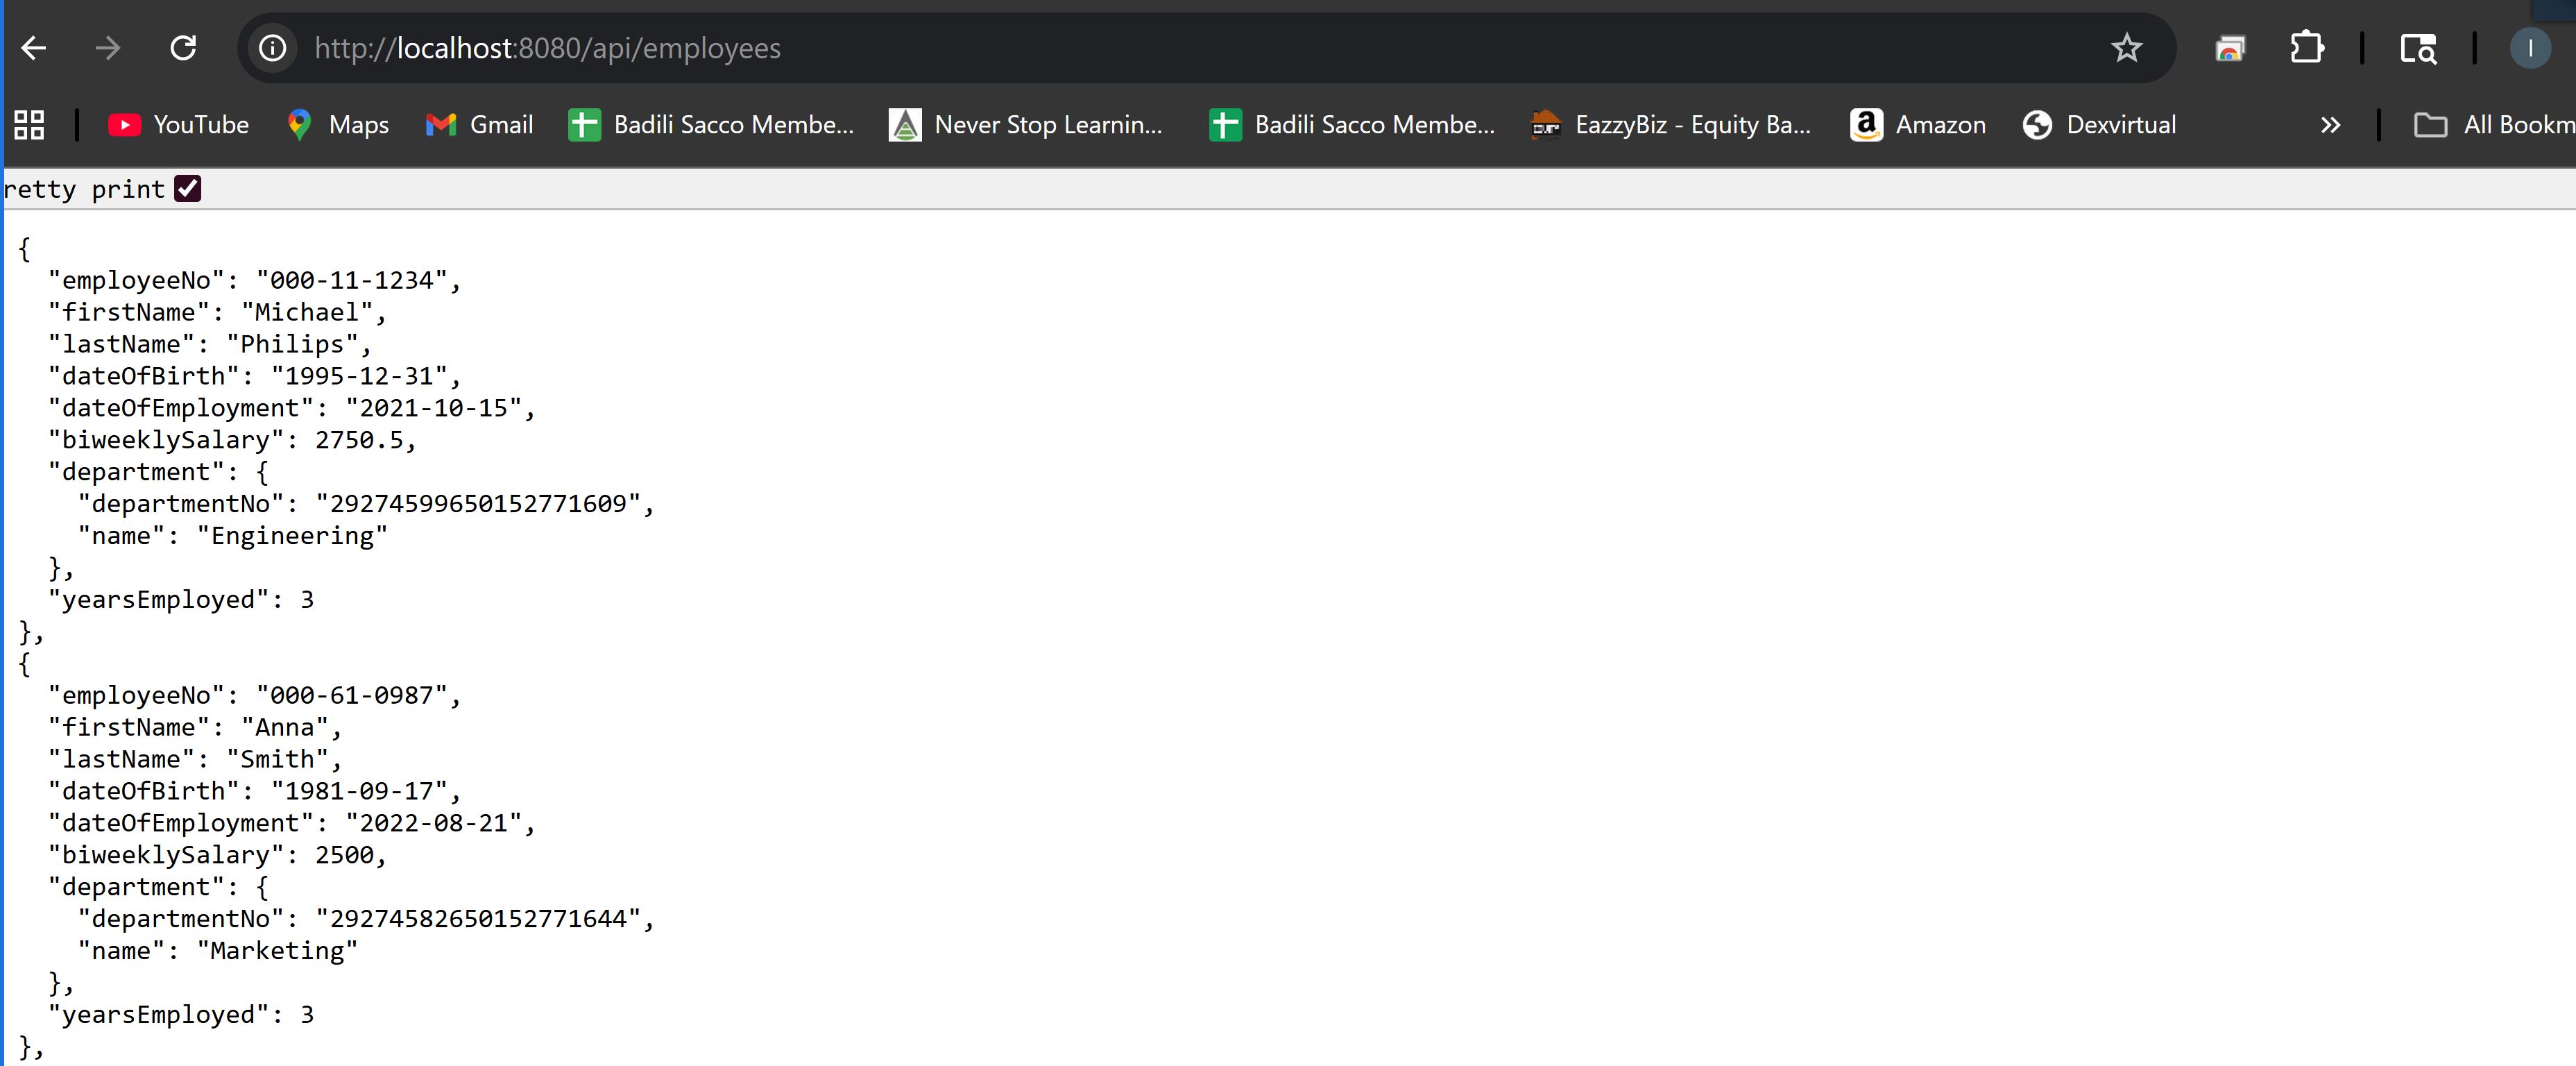 http://localhost:8080/api/employees
YouTube Maps Gmail Badili Sacco Membe... Never Stop Learnin... Badili Sacco Membe... EazzyBiz - Equity Ba... Amazon Dexvirtual » All Bookm
retty print
{
  "employeeNo": "000-11-1234",
  "firstName": "Michael",
  "lastName": "Philips",
  "dateOfBirth": "1995-12-31",
  "dateOfEmployment": "2021-10-15",
  "biweeklySalary": 2750.5,
  "department": {
    "departmentNo": "29274599650152771609",
    "name": "Engineering"
  },
  "yearsEmployed": 3
},
{
  "employeeNo": "000-61-0987",
  "firstName": "Anna",
  "lastName": "Smith",
  "dateOfBirth": "1981-09-17",
  "dateOfEmployment": "2022-08-21",
  "biweeklySalary": 2500,
  "department": {
    "departmentNo": "29274582650152771644",
    "name": "Marketing"
  },
  "yearsEmployed": 3
},